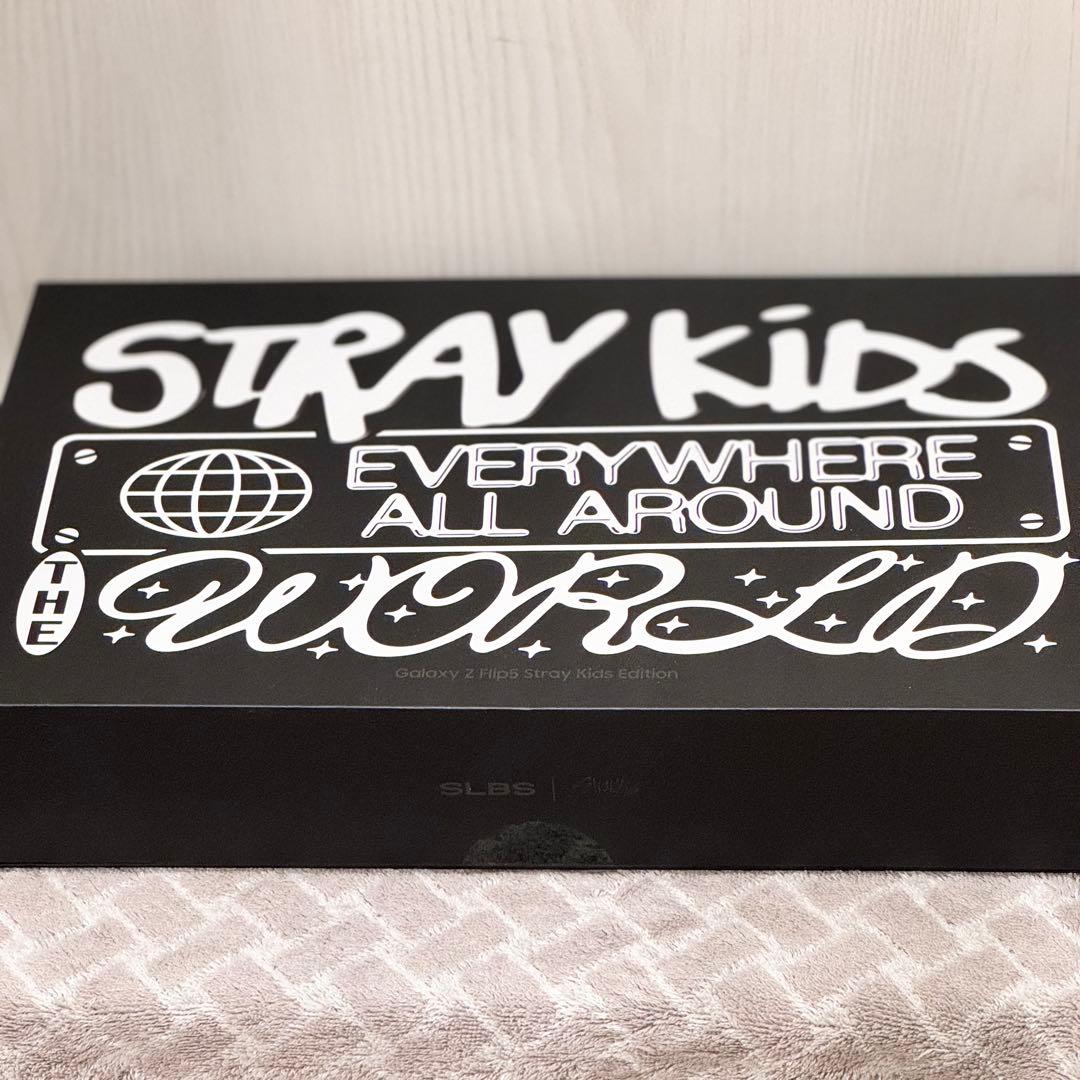 STRAY KiDS
EVERYWHERE
ALL AROUND
THE WORLD
Galaxy Z Flip5 Stray Kids Edition
SLBS |